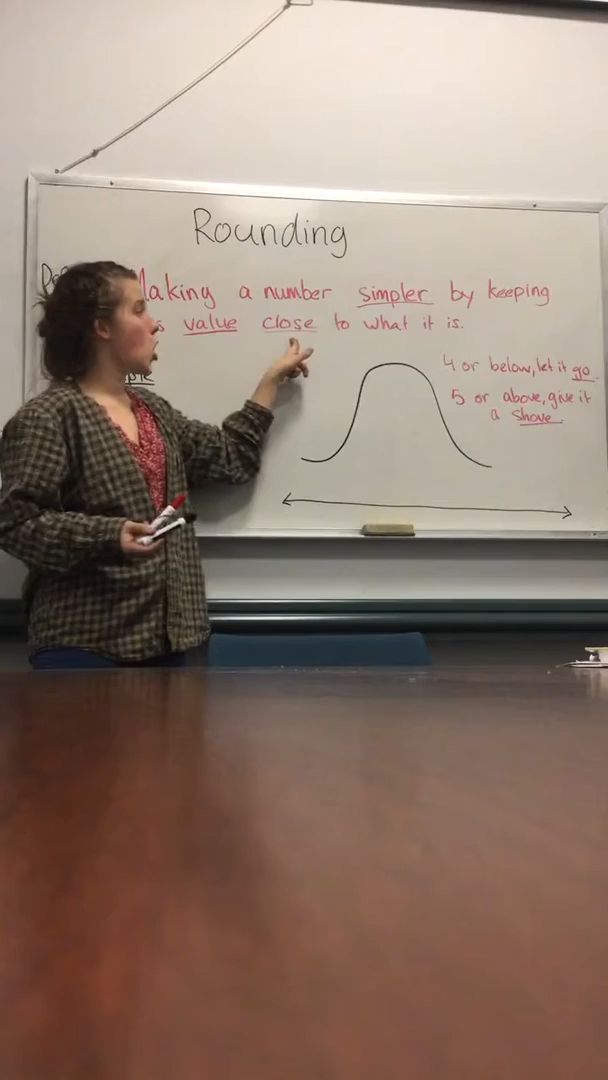 Rounding
Making a number simpler by keeping
value close to what it is.
4 or below, let it go.
5 or above, give it
a shove.